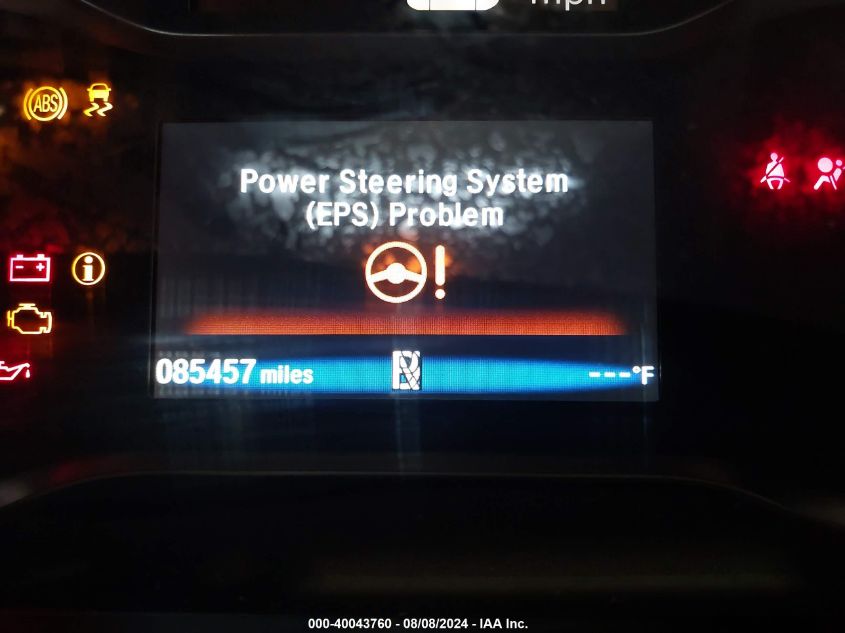 mph
ABS
Power Steering System
(EPS) Problem
085457 miles
---°F
000-40043760 - 08/08/2024 - IAA Inc.